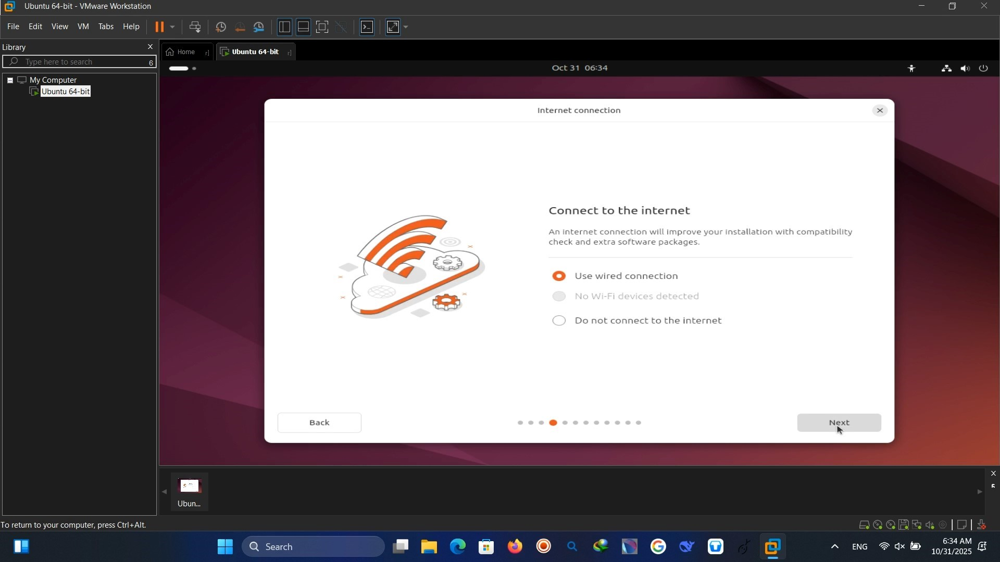 Ubuntu 64-bit - VMware Workstation
File Edit View VM Tabs Help
Library
Type here to search
My Computer
Ubuntu 64-bit
Home
Ubuntu 64-bit
Oct 31 06:34
Internet connection
Connect to the internet
An internet connection will improve your installation with compatibility
check and extra software packages.
Use wired connection
No Wi-Fi devices detected
Do not connect to the internet
Back
Next
Ubun...
To return to your computer, press Ctrl+Alt.
Search
ENG
6:34 AM
10/31/2025